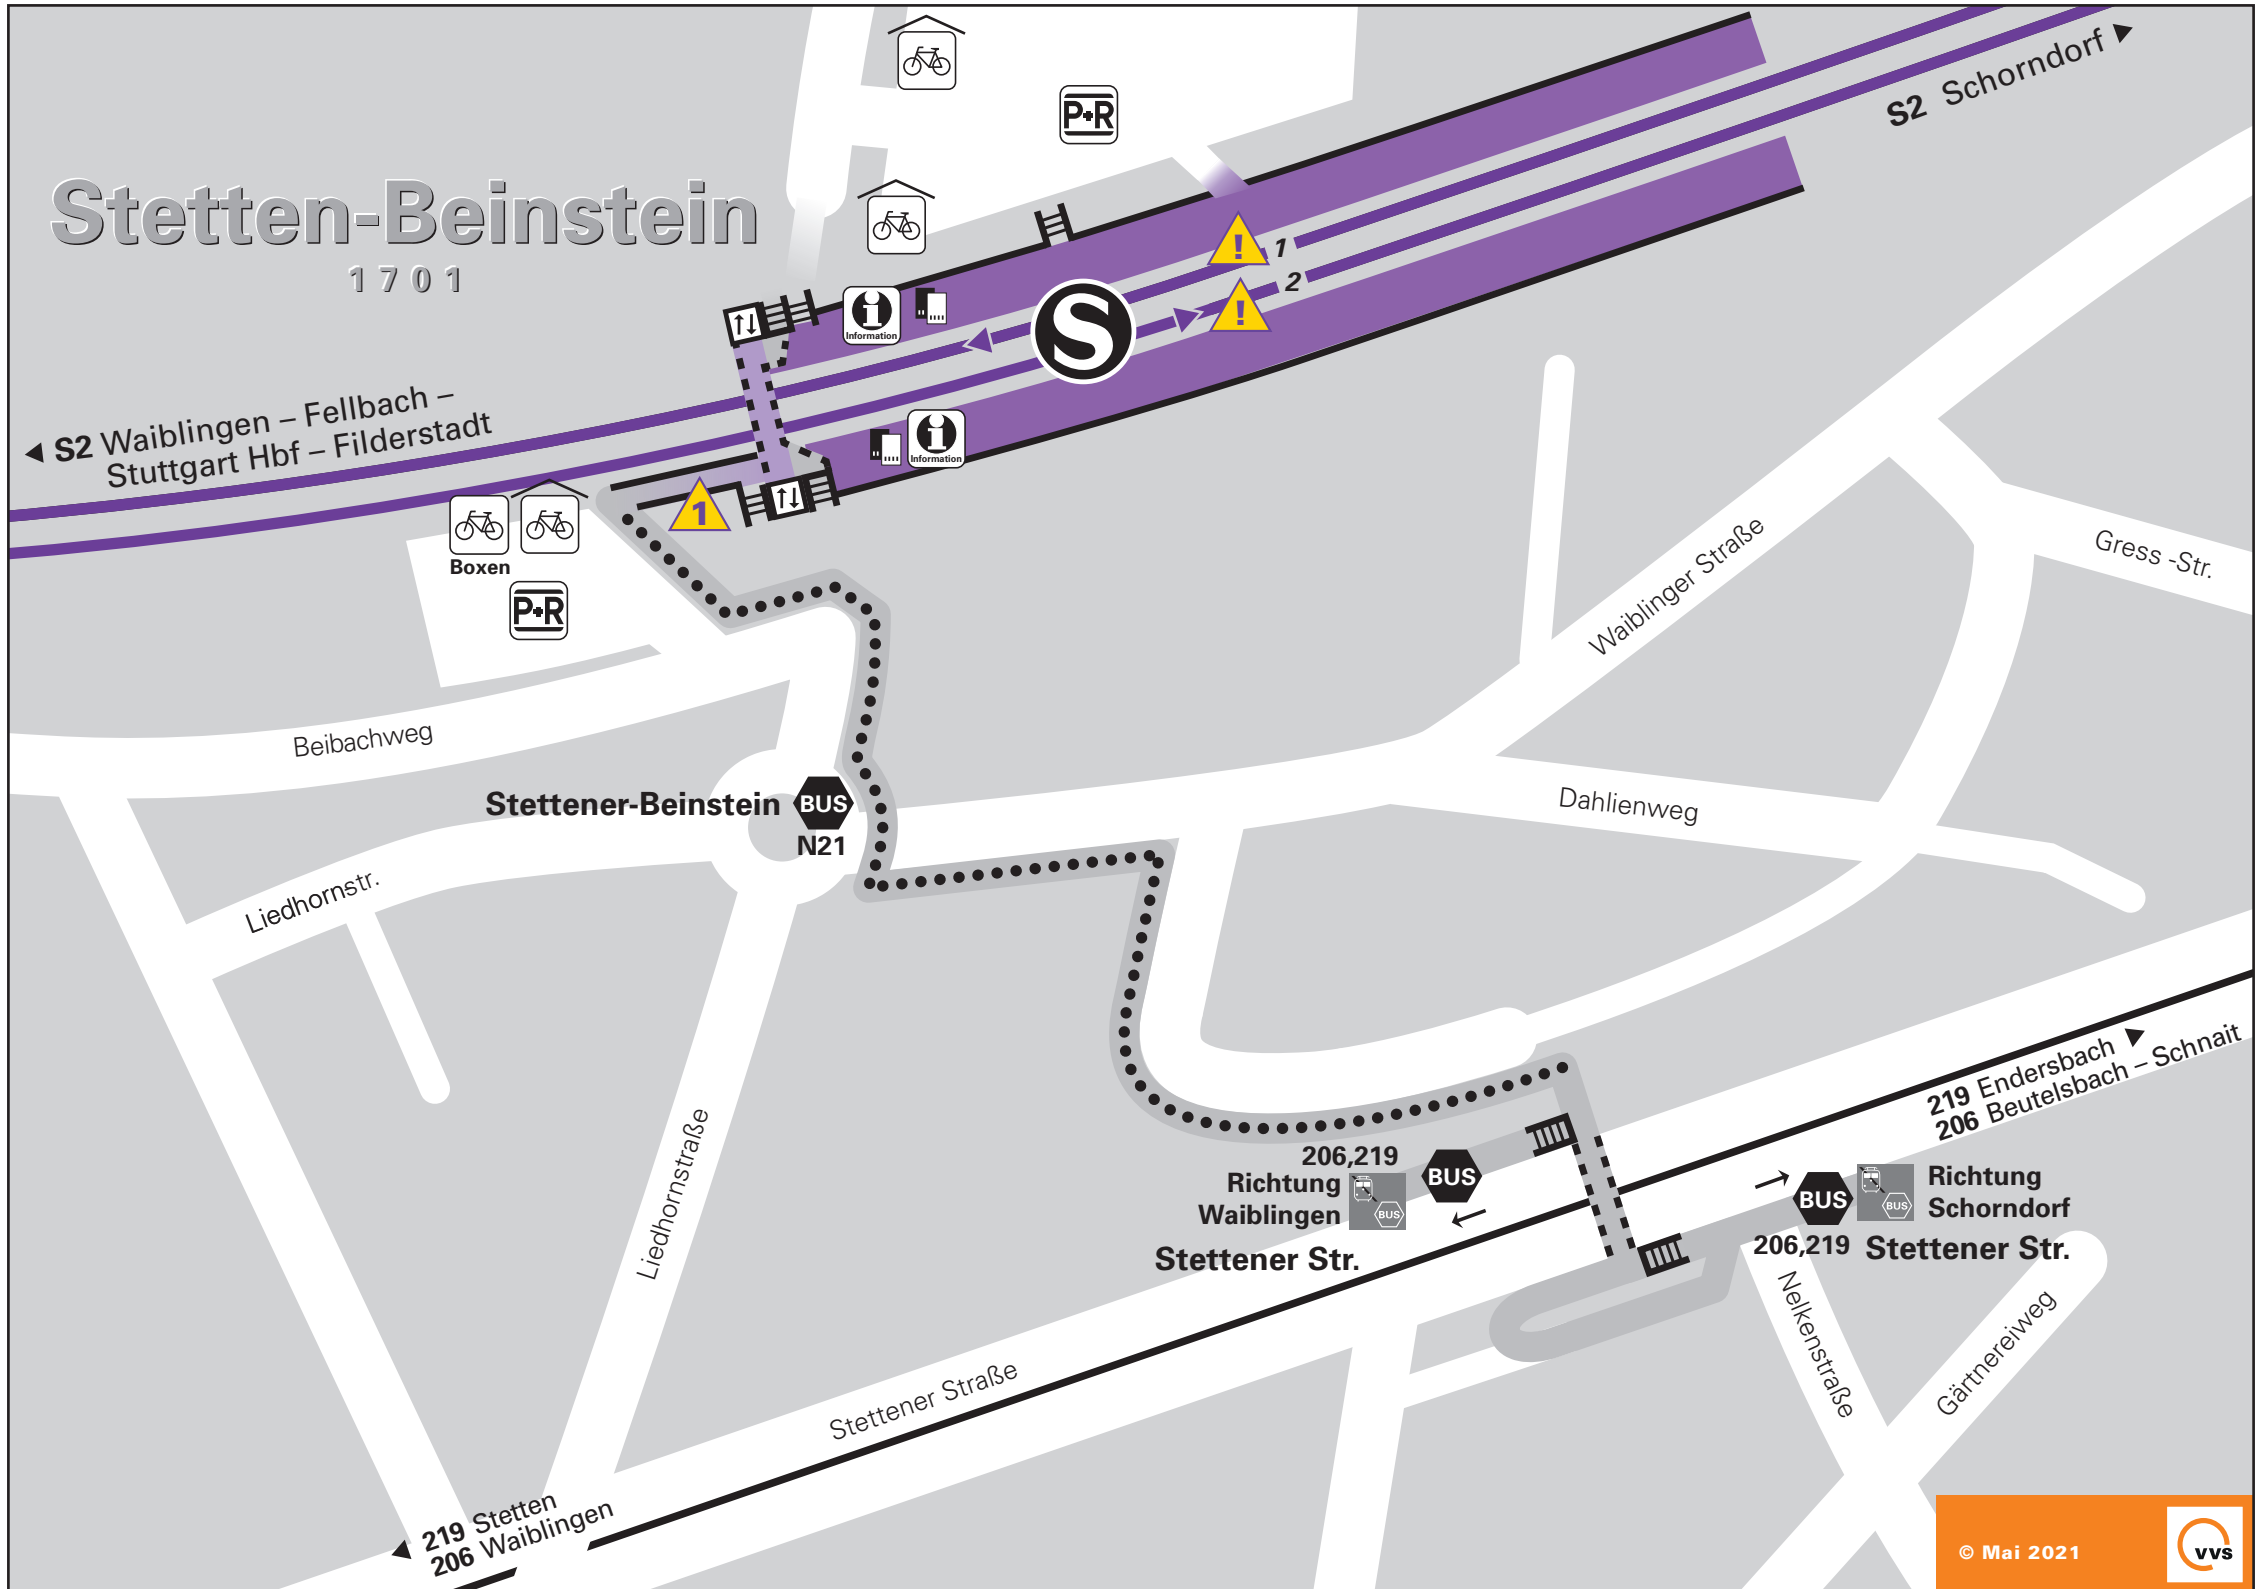 P+R
S2 Schorndorf
Stetten-Beinstein
1701
!
1
2
!
i
Information
S
S2 Waiblingen – Fellbach –
Stuttgart Hbf – Filderstadt
i
Information
1
Boxen
P+R
Waiblinger Straße
Gress -Str.
Beibachweg
Stettener-Beinstein
BUS
N21
Dahlienweg
Liedhornstr.
Liedhornstraße
219 Endersbach
206 Beutelsbach – Schnait
206,219
Richtung
Waiblingen
BUS
BUS
Stettener Str.
BUS
BUS
Richtung
Schorndorf
206,219
Stettener Str.
Nelkenstraße
Gärtnereiweg
Stettener Straße
219 Stetten
206 Waiblingen
© Mai 2021
vvs